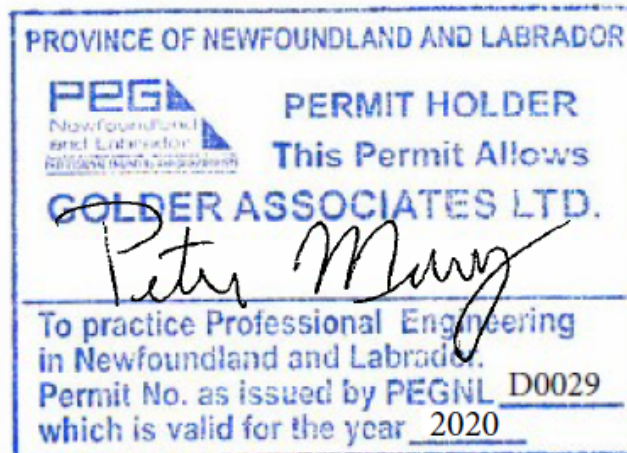 PROVINCE OF NEWFOUNDLAND AND LABRADOR
PEG
Newfoundland
and Labrador
PERMIT HOLDER
This Permit Allows
GOLDER ASSOCIATES LTD.
Peter
To practice Professional Engineering
in Newfoundland and Labrador.
Permit No. as issued by PEGNL D0029
which is valid for the year 2020